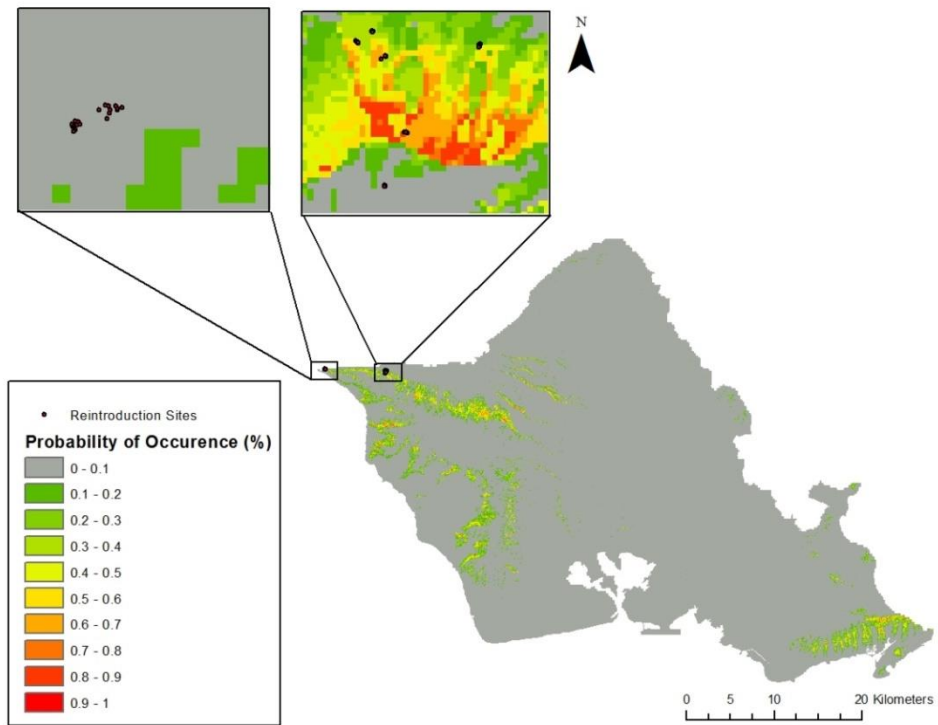 N
Reintroduction Sites
Probability of Occurence (%)
0 - 0.1
0.1 - 0.2
0.2 - 0.3
0.3 - 0.4
0.4 - 0.5
0.5 - 0.6
0.6 - 0.7
0.7 - 0.8
0.8 - 0.9
0.9 - 1
0 5 10 20 Kilometers